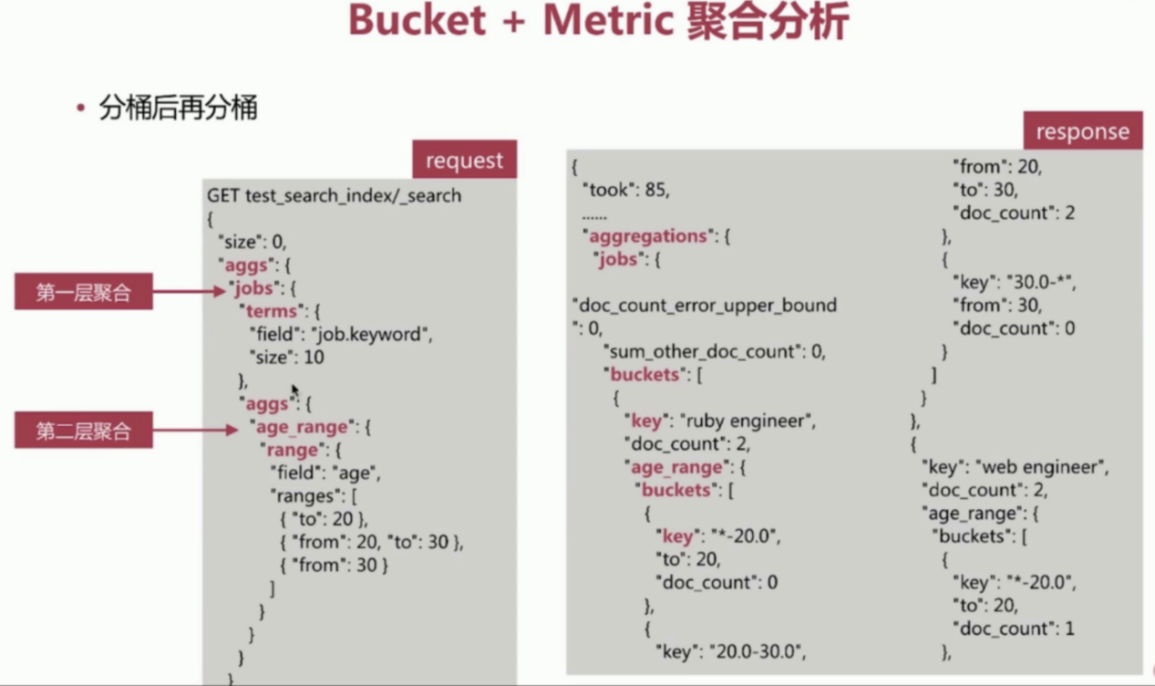 Bucket + Metric 聚合分析
• 分桶后再分桶
request
GET test_search_index/_search
{
"size": 0,
"aggs": {
第一层聚合
"jobs": {
"terms": {
"field": "job.keyword",
"size": 10
},
"aggs": {
第二层聚合
"age_range": {
"range": {
"field": "age",
"ranges": [
{ "to": 20 },
{ "from": 20, "to": 30 },
{ "from": 30 }
]
}
}
}
}
response
{
"took": 85,
......
"aggregations": {
"jobs": {
"doc_count_error_upper_bound
": 0,
"sum_other_doc_count": 0,
"buckets": [
{
"key": "ruby engineer",
"doc_count": 2,
"age_range": {
"buckets": [
{
"key": "*-20.0",
"to": 20,
"doc_count": 0
},
{
"key": "20.0-30.0",
"from": 20,
"to": 30,
"doc_count": 2
},
{
"key": "30.0-*",
"from": 30,
"doc_count": 0
}
]
}
},
{
"key": "web engineer",
"doc_count": 2,
"age_range": {
"buckets": [
{
"key": "*-20.0",
"to": 20,
"doc_count": 1
},